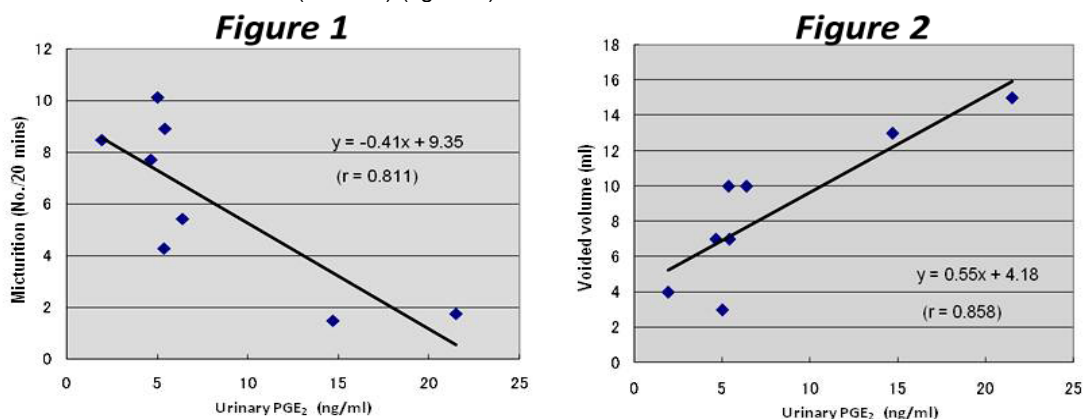 Figure 1
12
10
8
6
4
2
0
Micturition (No./20 mins)
y = -0.41x + 9.35
(r = 0.811)
0 5 10 15 20 25
Urinary PGE₂ (ng/ml)
Figure 2
18
16
14
12
10
8
6
4
2
0
Voided volume (ml)
y = 0.55x + 4.18
(r = 0.858)
0 5 10 15 20 25
Urinary PGE₂ (ng/ml)